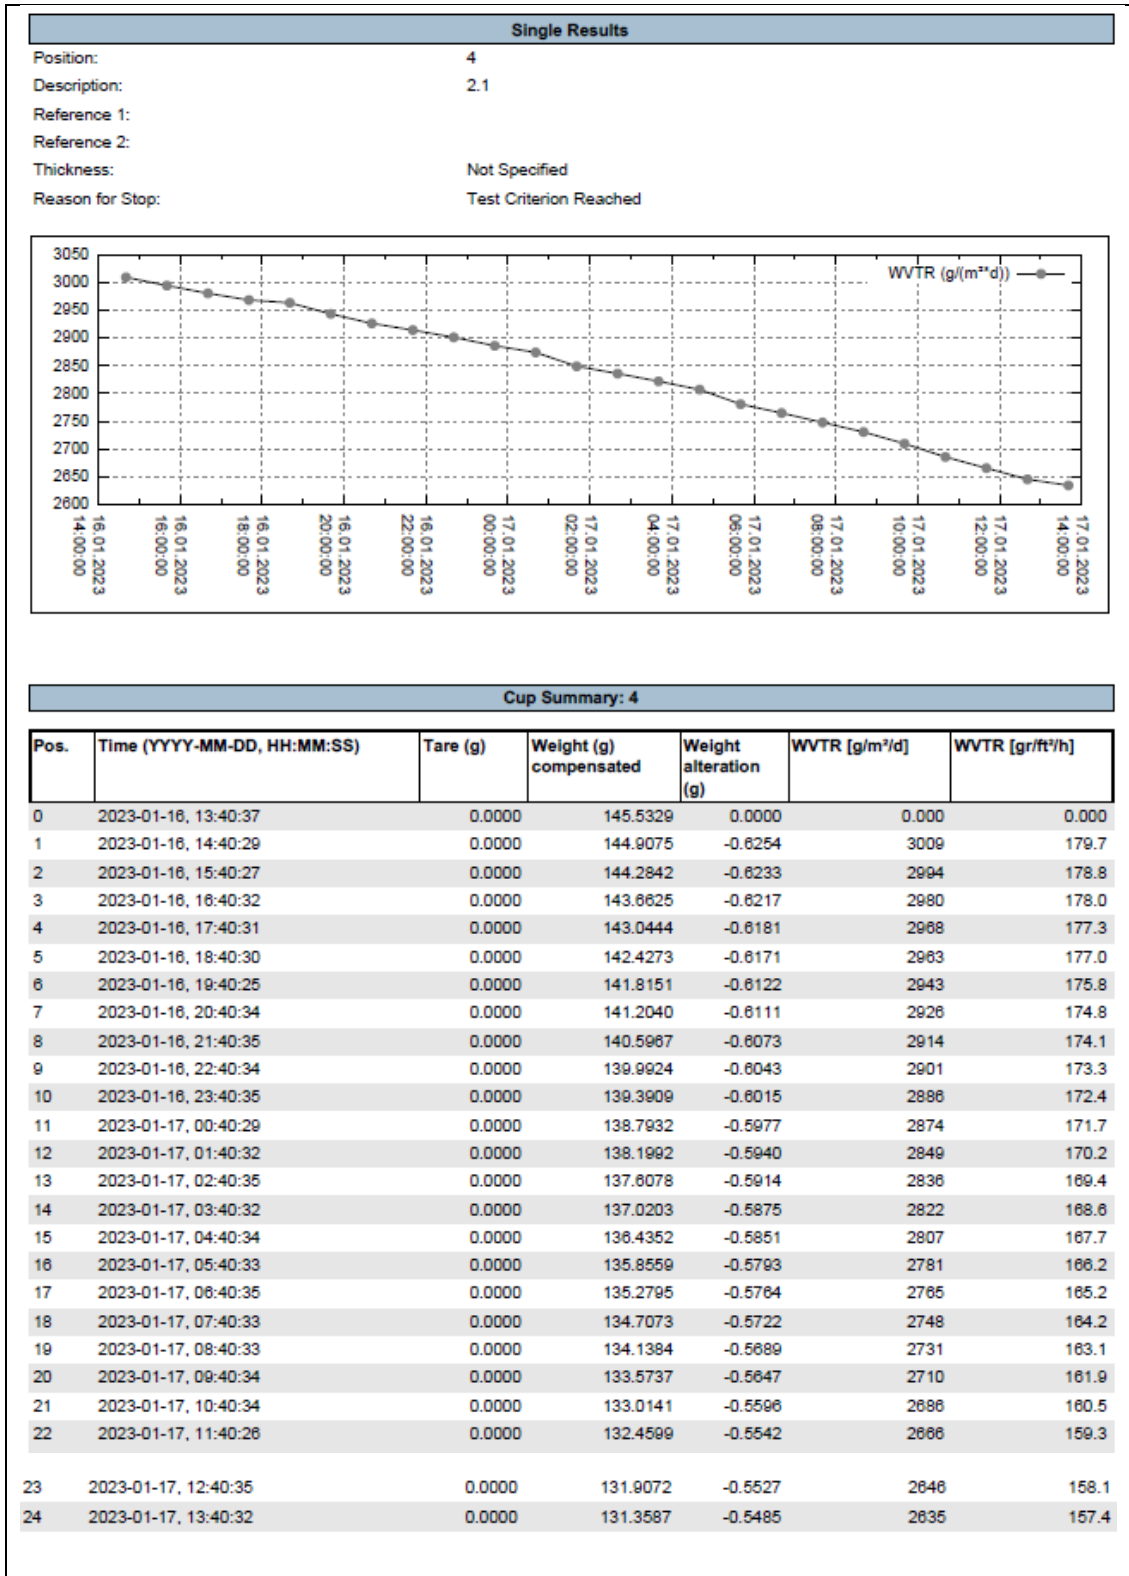 Single Results
Position: 4
Description: 2.1
Reference 1:
Reference 2:
Thickness: Not Specified
Reason for Stop: Test Criterion Reached
WVTR (g/(m²*d))
3050
3000
2950
2900
2850
2800
2750
2700
2650
2600
16.01.2023 14:00:00
16.01.2023 16:00:00
16.01.2023 18:00:00
16.01.2023 20:00:00
16.01.2023 22:00:00
17.01.2023 00:00:00
17.01.2023 02:00:00
17.01.2023 04:00:00
17.01.2023 06:00:00
17.01.2023 08:00:00
17.01.2023 10:00:00
17.01.2023 12:00:00
17.01.2023 14:00:00
Cup Summary: 4
Pos. Time (YYYY-MM-DD, HH:MM:SS) Tare (g) Weight (g) compensated Weight alteration (g) WVTR [g/m²/d] WVTR [gr/ft²/h]
0 2023-01-16, 13:40:37 0.0000 145.5329 0.0000 0.000 0.000
1 2023-01-16, 14:40:29 0.0000 144.9075 -0.6254 3009 179.7
2 2023-01-16, 15:40:27 0.0000 144.2842 -0.6233 2994 178.8
3 2023-01-16, 16:40:32 0.0000 143.6625 -0.6217 2980 178.0
4 2023-01-16, 17:40:31 0.0000 143.0444 -0.6181 2968 177.3
5 2023-01-16, 18:40:30 0.0000 142.4273 -0.6171 2963 177.0
6 2023-01-16, 19:40:25 0.0000 141.8151 -0.6122 2943 175.8
7 2023-01-16, 20:40:34 0.0000 141.2040 -0.6111 2926 174.8
8 2023-01-16, 21:40:35 0.0000 140.5967 -0.6073 2914 174.1
9 2023-01-16, 22:40:34 0.0000 139.9924 -0.6043 2901 173.3
10 2023-01-16, 23:40:35 0.0000 139.3909 -0.6015 2886 172.4
11 2023-01-17, 00:40:29 0.0000 138.7932 -0.5977 2874 171.7
12 2023-01-17, 01:40:32 0.0000 138.1992 -0.5940 2849 170.2
13 2023-01-17, 02:40:35 0.0000 137.6078 -0.5914 2836 169.4
14 2023-01-17, 03:40:32 0.0000 137.0203 -0.5875 2822 168.6
15 2023-01-17, 04:40:34 0.0000 136.4352 -0.5851 2807 167.7
16 2023-01-17, 05:40:33 0.0000 135.8559 -0.5793 2781 166.2
17 2023-01-17, 06:40:35 0.0000 135.2795 -0.5764 2765 165.2
18 2023-01-17, 07:40:33 0.0000 134.7073 -0.5722 2748 164.2
19 2023-01-17, 08:40:33 0.0000 134.1384 -0.5689 2731 163.1
20 2023-01-17, 09:40:34 0.0000 133.5737 -0.5647 2710 161.9
21 2023-01-17, 10:40:34 0.0000 133.0141 -0.5596 2686 160.5
22 2023-01-17, 11:40:26 0.0000 132.4599 -0.5542 2666 159.3
23 2023-01-17, 12:40:35 0.0000 131.9072 -0.5527 2646 158.1
24 2023-01-17, 13:40:32 0.0000 131.3587 -0.5485 2635 157.4